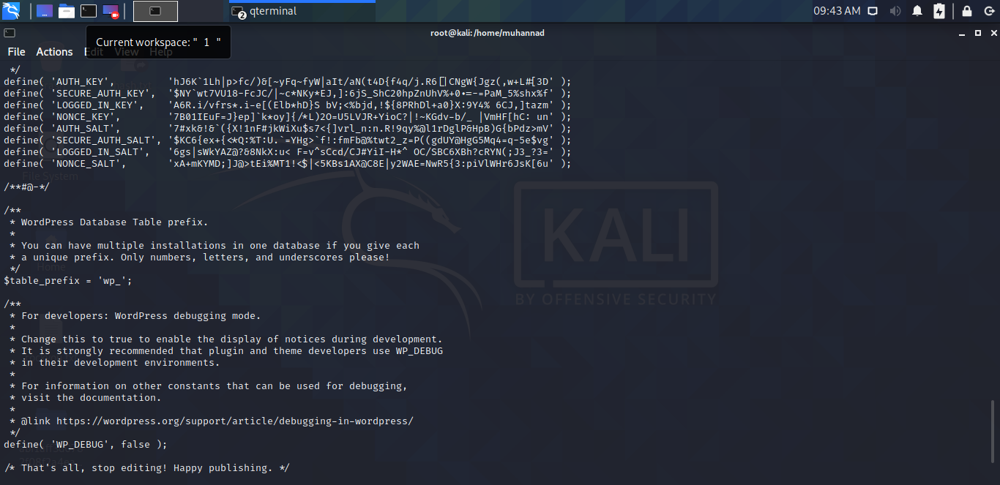 qterminal
09:43 AM
root@kali: /home/muhannad
Current workspace: " 1 "
File Actions Edit View Help
*/
define( 'AUTH_KEY', 'hJ6K`1Lh|p>fc/)&[~yFq~fyW|aIt/aN(t4D{f4q/j.R6 CNgW{Jgz(,w+L#[3D' );
define( 'SECURE_AUTH_KEY', '$NY`wt7VU18-FcJC/|~c*NKy*EJ,]:6jS_ShC20hpZnUhV%+0•=-=PaM_5%shx%f' );
define( 'LOGGED_IN_KEY', 'A6R.i/vfrs*.i-e[(Elb*hD}S bV;<%bjd,!${8PRhDl+a0}X:9Y4% 6CJ,]tazm' );
define( 'NONCE_KEY', '7B01IEuF=J}ep]`k*oy]{/*L)2O=U5LVJR+YioC?|!~KGdv-b/_ |VmHF[hC: un' );
define( 'AUTH_SALT', '7#xk&!&`({X!1nF#jkWiXu$s7<{]vrl_n:n.R!9qy%@l1rDglP&HpB)G{bPdz>mV' );
define( 'SECURE_AUTH_SALT', '$KC6{ex+{<*Q:%T:U.`=YHg>`f!:fmFb@%twt2_z=P((gdUY@HgG5Mq4=q-5e$vg' );
define( 'LOGGED_IN_SALT', '6gs|sWkYAZ@?&8NkX:u< F=v^sCcd/CJ#YiI-H*^ OC/SBC6XBh?cRYN(;J3_?3=' );
define( 'NONCE_SALT', 'xA+mKYMD;]J@>tEi%MT1!<$|<5KBs1AX@C8E|y2WAE=NwR5{3:piVlWHr6JsK[6u' );
/**#@-*/
/**
* WordPress Database Table prefix.
*
* You can have multiple installations in one database if you give each
* a unique prefix. Only numbers, letters, and underscores please!
*/
$table_prefix = 'wp_';
/**
* For developers: WordPress debugging mode.
*
* Change this to true to enable the display of notices during development.
* It is strongly recommended that plugin and theme developers use WP_DEBUG
* in their development environments.
*
* For information on other constants that can be used for debugging,
* visit the documentation.
*
* @link https://wordpress.org/support/article/debugging-in-wordpress/
*/
define( 'WP_DEBUG', false );
/* That's all, stop editing! Happy publishing. */
File System
Home
KALI
BY OFFENSIVE SECURITY